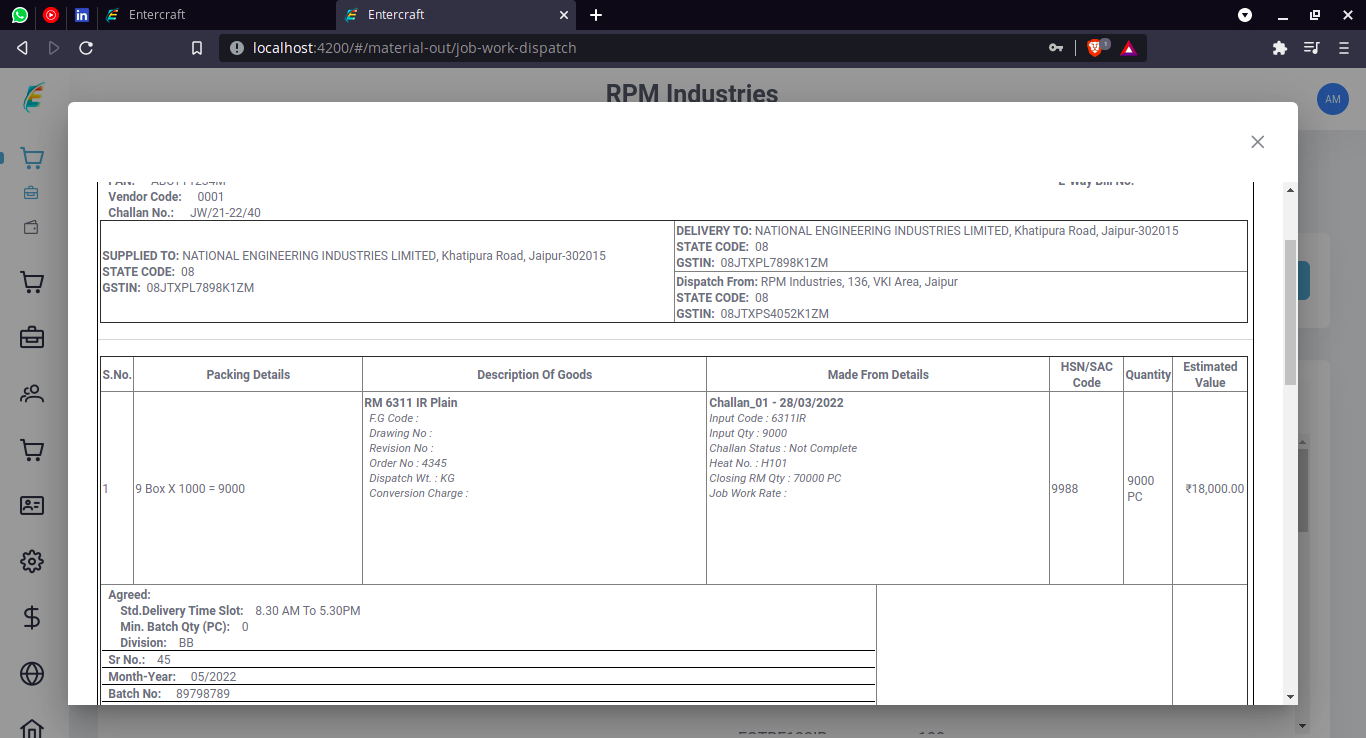 Entercraft
Entercraft
localhost:4200/#/material-out/job-work-dispatch
RPM Industries
AM
Vendor Code: 0001
Challan No.: JW/21-22/40
E-Way Bill No.
SUPPLIED TO: NATIONAL ENGINEERING INDUSTRIES LIMITED, Khatipura Road, Jaipur-302015
STATE CODE: 08
GSTIN: 08JTXPL7898K1ZM
DELIVERY TO: NATIONAL ENGINEERING INDUSTRIES LIMITED, Khatipura Road, Jaipur-302015
STATE CODE: 08
GSTIN: 08JTXPL7898K1ZM
Dispatch From: RPM Industries, 136, VKI Area, Jaipur
STATE CODE: 08
GSTIN: 08JTXPS4052K1ZM
S.No. Packing Details Description Of Goods Made From Details HSN/SAC Code Quantity Estimated Value
1
9 Box X 1000 = 9000
RM 6311 IR Plain
F.G Code :
Drawing No :
Revision No :
Order No : 4345
Dispatch Wt. : KG
Conversion Charge :
Challan_01 - 28/03/2022
Input Code : 6311IR
Input Qty : 9000
Challan Status : Not Complete
Heat No. : H101
Closing RM Qty : 70000 PC
Job Work Rate :
9988
9000
PC
₹18,000.00
Agreed:
Std.Delivery Time Slot: 8.30 AM To 5.30PM
Min. Batch Qty (PC): 0
Division: BB
Sr No.: 45
Month-Year: 05/2022
Batch No: 89798789